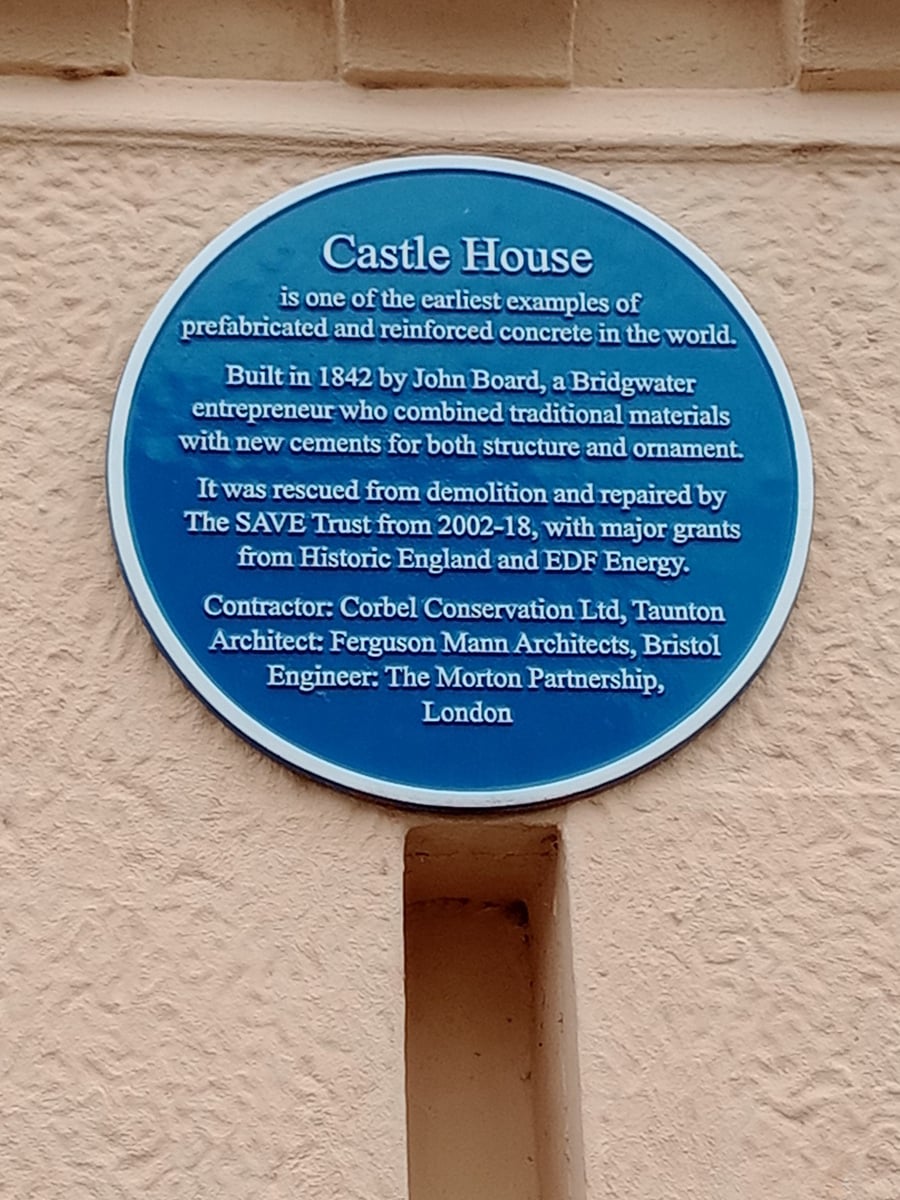 Castle House
is one of the earliest examples of
prefabricated and reinforced concrete in the world.
Built in 1842 by John Board, a Bridgwater
entrepreneur who combined traditional materials
with new cements for both structure and ornament.
It was rescued from demolition and repaired by
The SAVE Trust from 2002-18, with major grants
from Historic England and EDF Energy.
Contractor: Corbel Conservation Ltd, Taunton
Architect: Ferguson Mann Architects, Bristol
Engineer: The Morton Partnership,
London